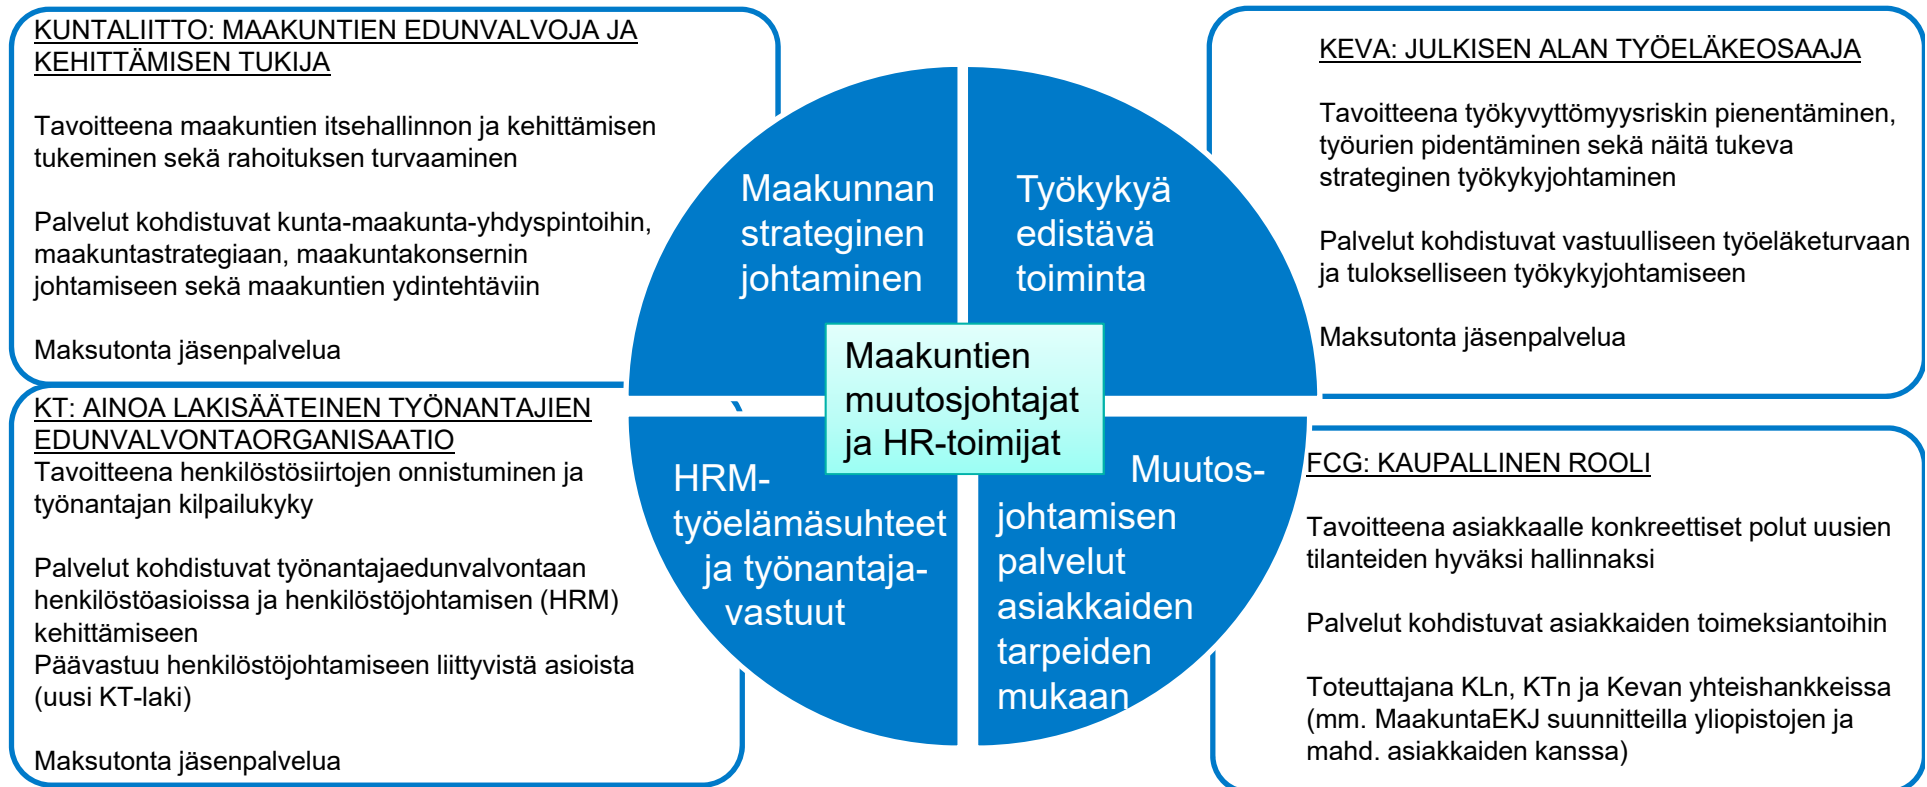 KUNTALIITTO: MAAKUNTIEN EDUNVALVOJA JA
KEHITTÄMISEN TUKIJA
Tavoitteena maakuntien itsehallinnon ja kehittämisen
tukeminen sekä rahoituksen turvaaminen
Palvelut kohdistuvat kunta-maakunta-yhdyspintoihin,
maakuntastrategiaan, maakuntakonsernin
johtamiseen sekä maakuntien ydintehtäviin
Maksutonta jäsenpalvelua
KEVA: JULKISEN ALAN TYÖELÄKEOSAAJA
Tavoitteena työkyvyttömyysriskin pienentäminen,
työurien pidentäminen sekä näitä tukeva
strateginen työkykyjohtaminen
Palvelut kohdistuvat vastuulliseen työeläketurvaan
ja tulokselliseen työkykyjohtamiseen
Maksutonta jäsenpalvelua
Maakunnan
strateginen
johtaminen
Työkykyä
edistävä
toiminta
Maakuntien
muutosjohtajat
ja HR-toimijat
KT: AINOA LAKISÄÄTEINEN TYÖNANTAJIEN
EDUNVALVONTAORGANISAATIO
Tavoitteena henkilöstösiirtojen onnistuminen ja
työnantajan kilpailukyky
Palvelut kohdistuvat työnantajaedunvalvontaan
henkilöstöasioissa ja henkilöstöjohtamisen (HRM)
kehittämiseen
Päävastuu henkilöstöjohtamiseen liittyvistä asioista
(uusi KT-laki)
Maksutonta jäsenpalvelua
HRM-
työelämäsuhteet
ja työnantaja-
vastuut
Muutos-
johtamisen
palvelut
asiakkaiden
tarpeiden
mukaan
FCG: KAUPALLINEN ROOLI
Tavoitteena asiakkaalle konkreettiset polut uusien
tilanteiden hyväksi hallinnaksi
Palvelut kohdistuvat asiakkaiden toimeksiantoihin
Toteuttajana KLn, KTn ja Kevan yhteishankkeissa
(mm. MaakuntaEKJ suunnitteilla yliopistojen ja
mahd. asiakkaiden kanssa)